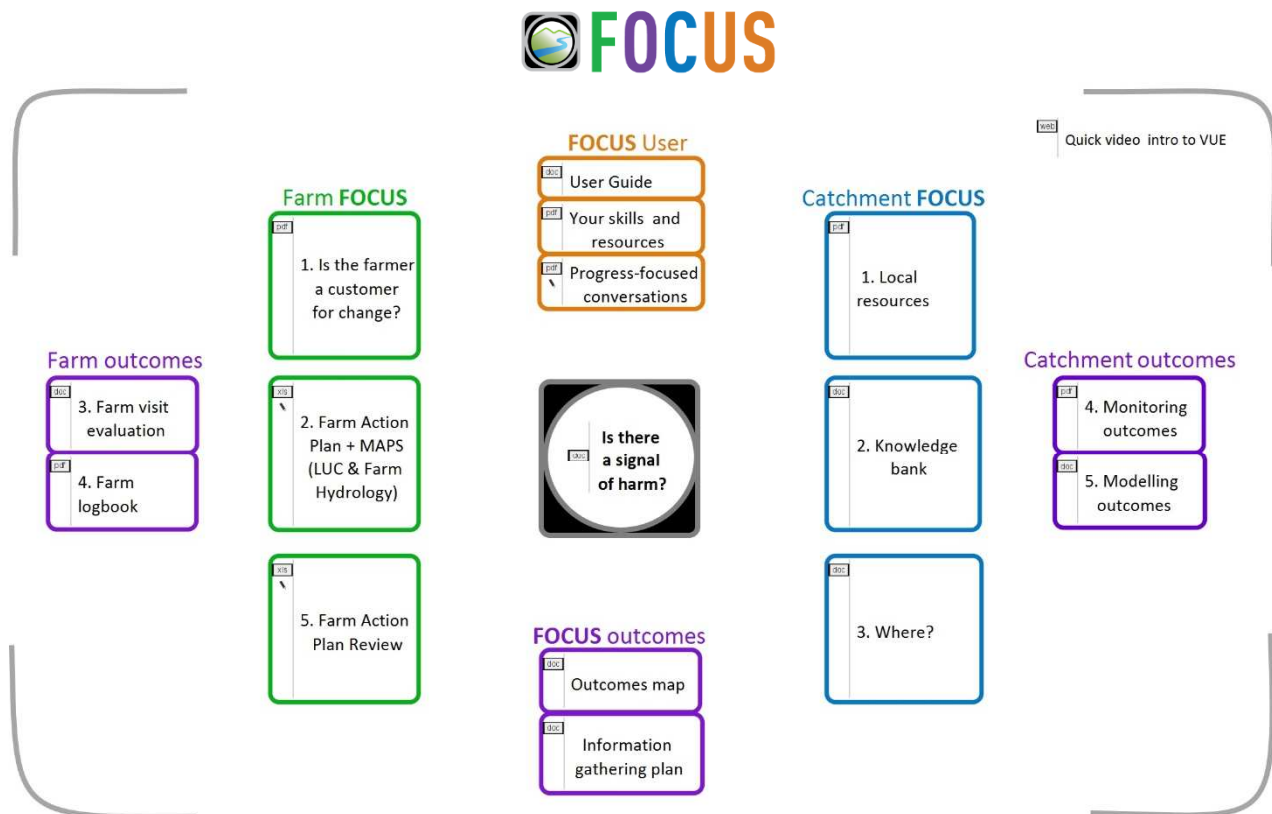 FOCUS
web
Quick video intro to VUE
FOCUS User
doc
User Guide
pdf
Your skills and
resources
pdf
Progress-focused
conversations
Farm FOCUS
pdf
1. Is the farmer
a customer
for change?
xls
2. Farm Action
Plan + MAPS
(LUC & Farm
Hydrology)
xls
5. Farm Action
Plan Review
Farm outcomes
doc
3. Farm visit
evaluation
pdf
4. Farm
logbook
doc
Is there
a signal
of harm?
Catchment FOCUS
pdf
1. Local
resources
doc
2. Knowledge
bank
doc
3. Where?
Catchment outcomes
pdf
4. Monitoring
outcomes
doc
5. Modelling
outcomes
FOCUS outcomes
doc
Outcomes map
doc
Information
gathering plan